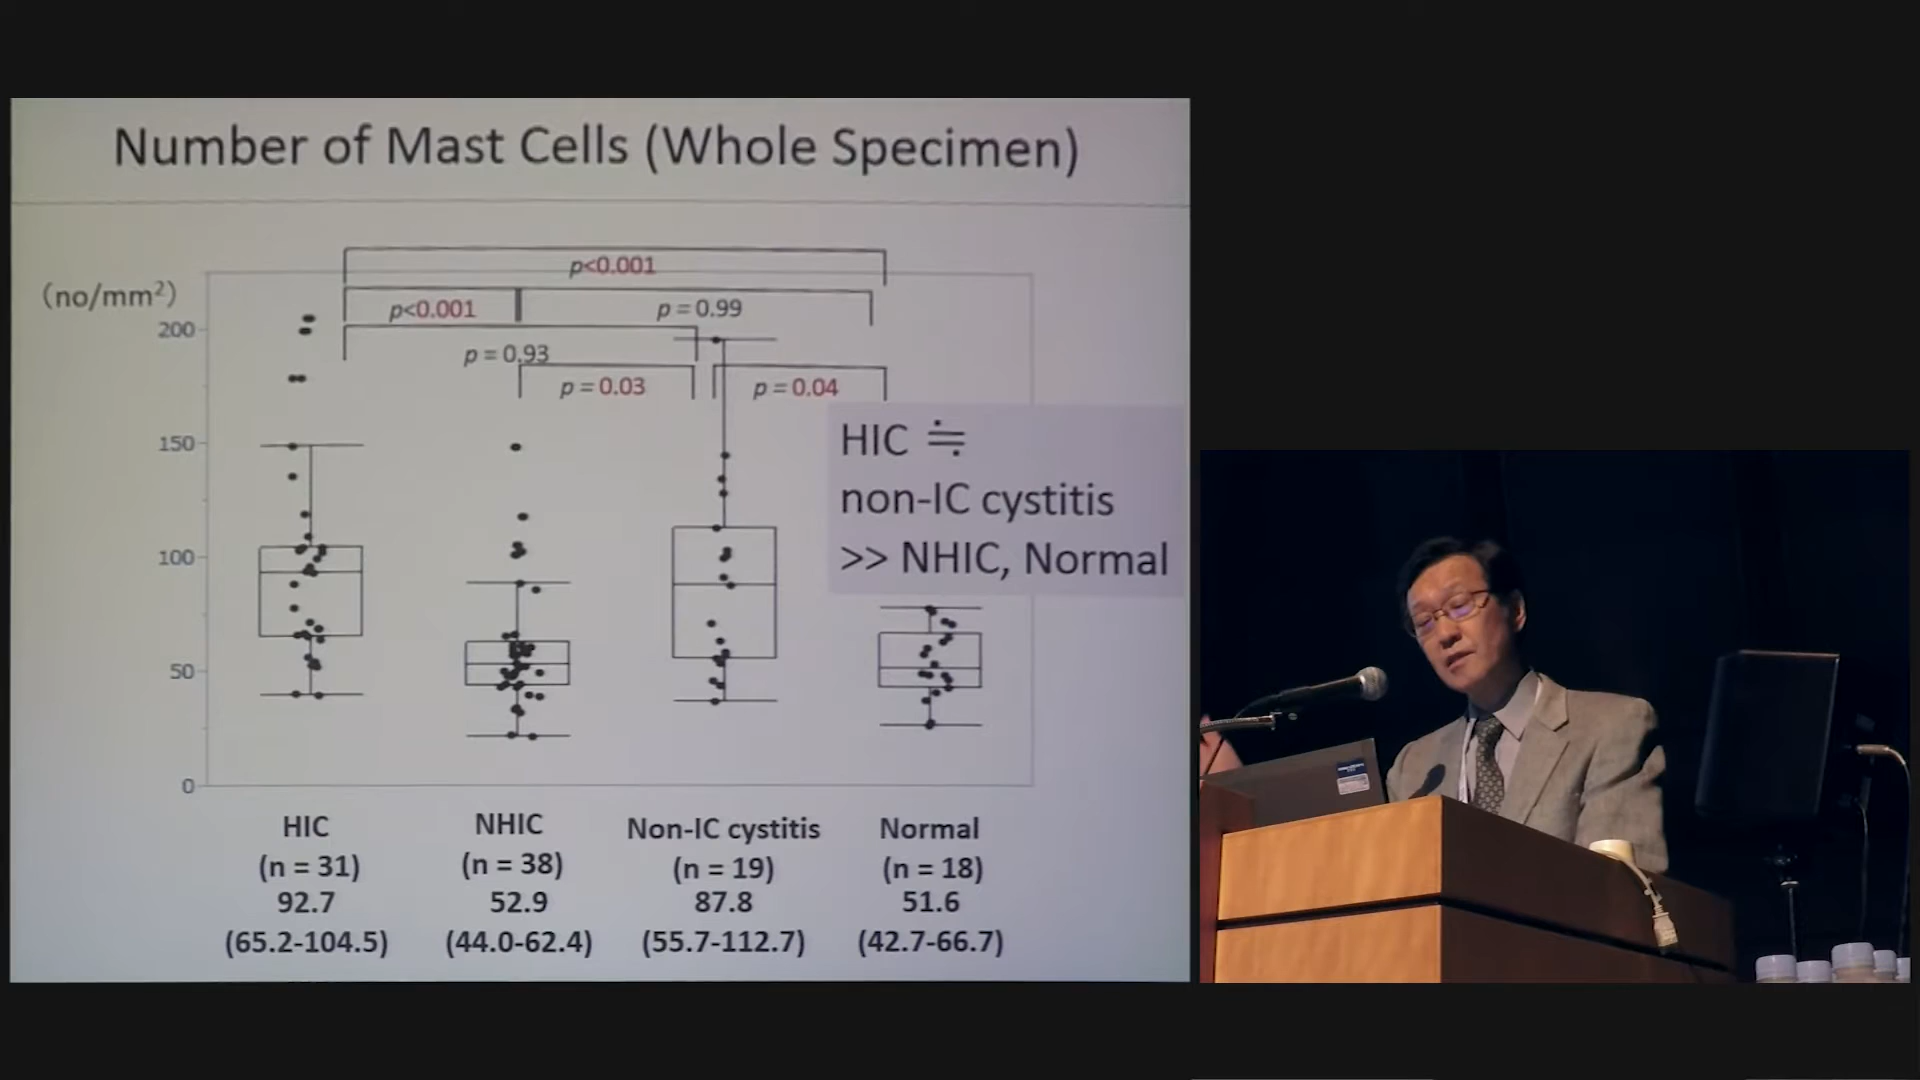 Number of Mast Cells (Whole Specimen)
(no/mm²)
p<0.001
p<0.001
p = 0.99
p = 0.93
p = 0.03
p = 0.04
200
150
100
50
0
HIC ≒
non-IC cystitis
>> NHIC, Normal
HIC NHIC Non-IC cystitis Normal
(n = 31) (n = 38) (n = 19) (n = 18)
92.7 52.9 87.8 51.6
(65.2-104.5) (44.0-62.4) (55.7-112.7) (42.7-66.7)